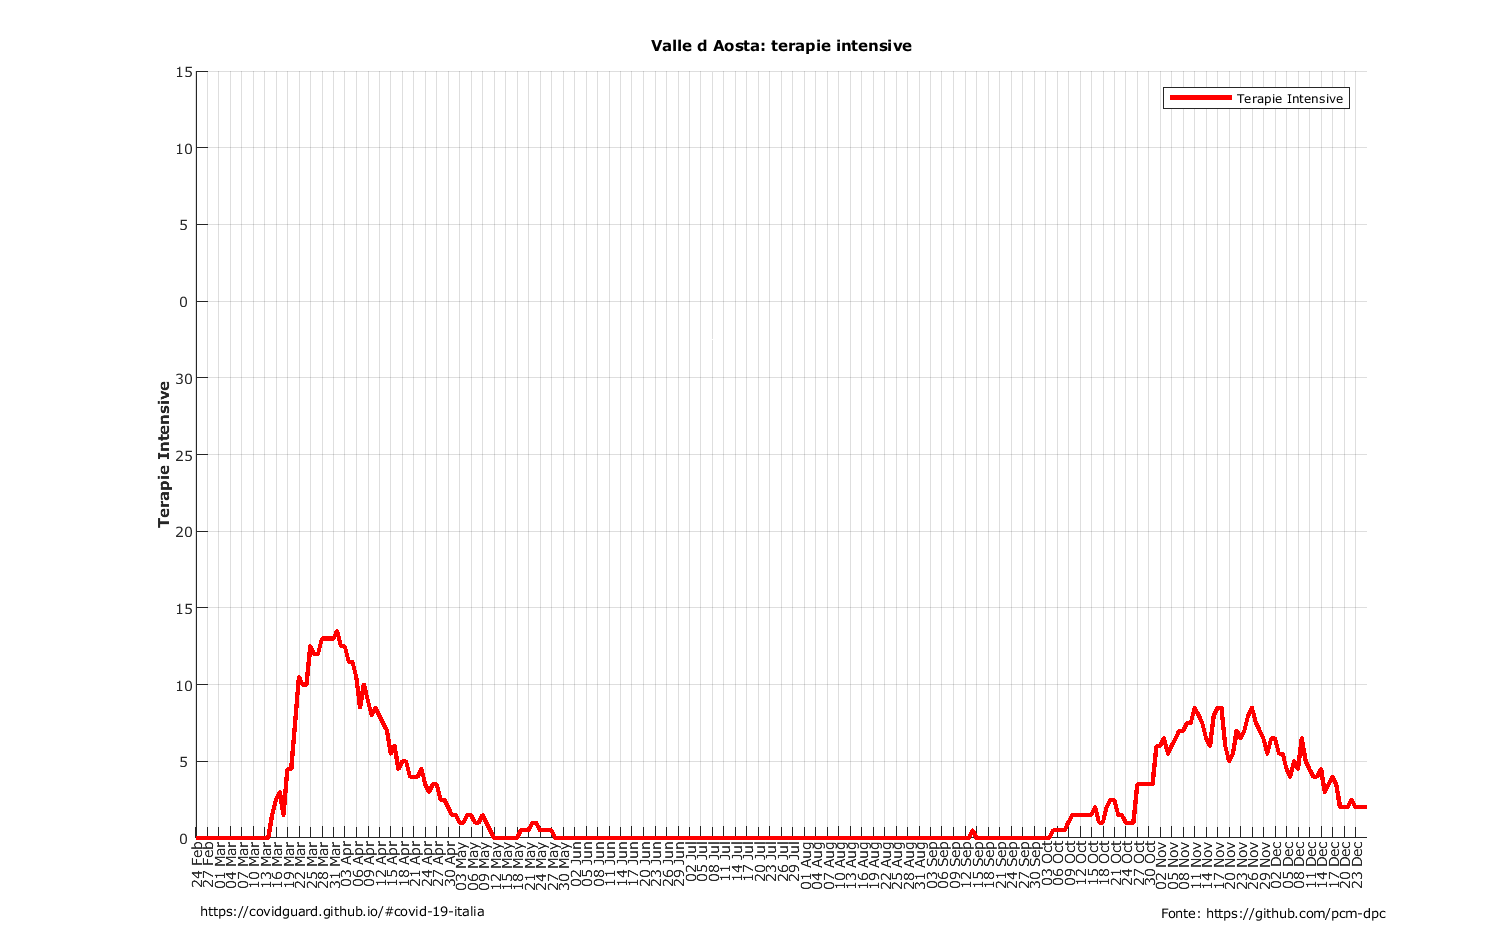 Valle d Aosta: terapie intensive
Terapie Intensive
15
10
5
0
30
25
20
15
10
5
0
Terapie Intensive
24 Feb
27 Feb
01 Mar
04 Mar
07 Mar
10 Mar
13 Mar
16 Mar
19 Mar
22 Mar
25 Mar
28 Mar
31 Mar
03 Apr
06 Apr
09 Apr
12 Apr
15 Apr
18 Apr
21 Apr
24 Apr
27 Apr
30 Apr
03 May
06 May
09 May
12 May
15 May
18 May
21 May
24 May
27 May
30 May
02 Jun
05 Jun
08 Jun
11 Jun
14 Jun
17 Jun
20 Jun
23 Jun
26 Jun
29 Jun
02 Jul
05 Jul
08 Jul
11 Jul
14 Jul
17 Jul
20 Jul
23 Jul
26 Jul
29 Jul
01 Aug
04 Aug
07 Aug
10 Aug
13 Aug
16 Aug
19 Aug
22 Aug
25 Aug
28 Aug
31 Aug
03 Sep
06 Sep
09 Sep
12 Sep
15 Sep
18 Sep
21 Sep
24 Sep
27 Sep
30 Sep
03 Oct
06 Oct
09 Oct
12 Oct
15 Oct
18 Oct
21 Oct
24 Oct
27 Oct
30 Oct
02 Nov
05 Nov
08 Nov
11 Nov
14 Nov
17 Nov
20 Nov
23 Nov
26 Nov
29 Nov
02 Dec
05 Dec
08 Dec
11 Dec
14 Dec
17 Dec
20 Dec
23 Dec
https://covidguard.github.io/#covid-19-italia
Fonte: https://github.com/pcm-dpc